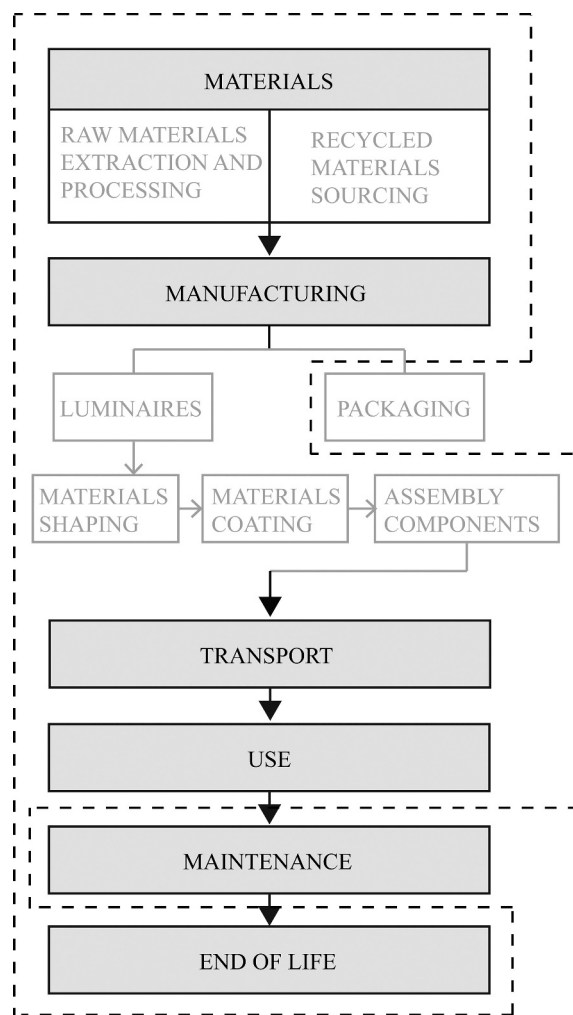 MATERIALS
RAW MATERIALS
EXTRACTION AND
PROCESSING
RECYCLED
MATERIALS
SOURCING
MANUFACTURING
LUMINAIRES
PACKAGING
MATERIALS
SHAPING
MATERIALS
COATING
ASSEMBLY
COMPONENTS
TRANSPORT
USE
MAINTENANCE
END OF LIFE